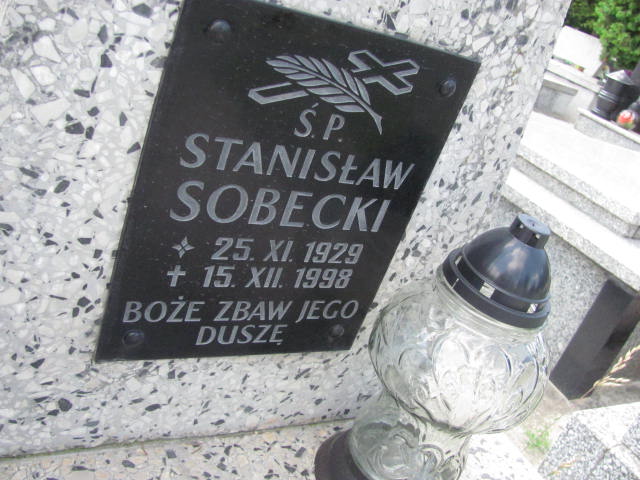 Ś.P.
STANISŁAW
SOBECKI
25. XI. 1929
15. XII. 1998
BOŻE ZBAW JEGO
DUSZĘ